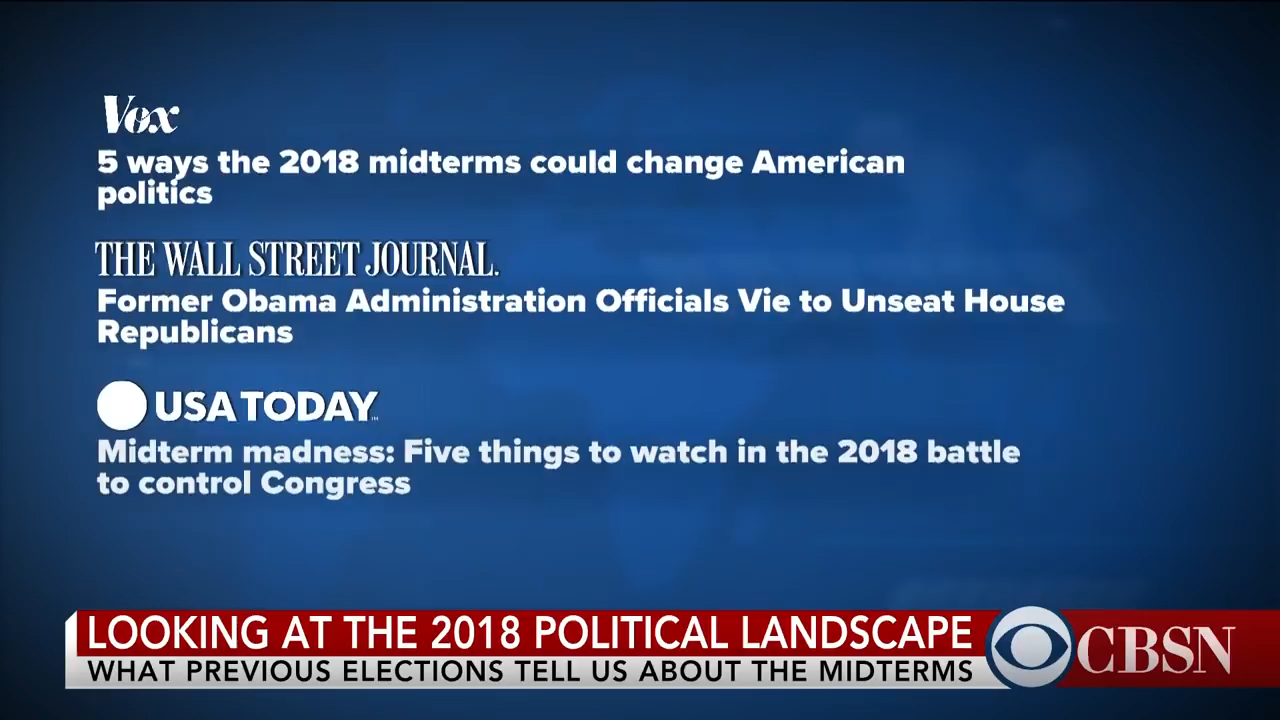 Vox
5 ways the 2018 midterms could change American
politics
THE WALL STREET JOURNAL.
Former Obama Administration Officials Vie to Unseat House
Republicans
USA TODAY
Midterm madness: Five things to watch in the 2018 battle
to control Congress
LOOKING AT THE 2018 POLITICAL LANDSCAPE
WHAT PREVIOUS ELECTIONS TELL US ABOUT THE MIDTERMS
CBSN